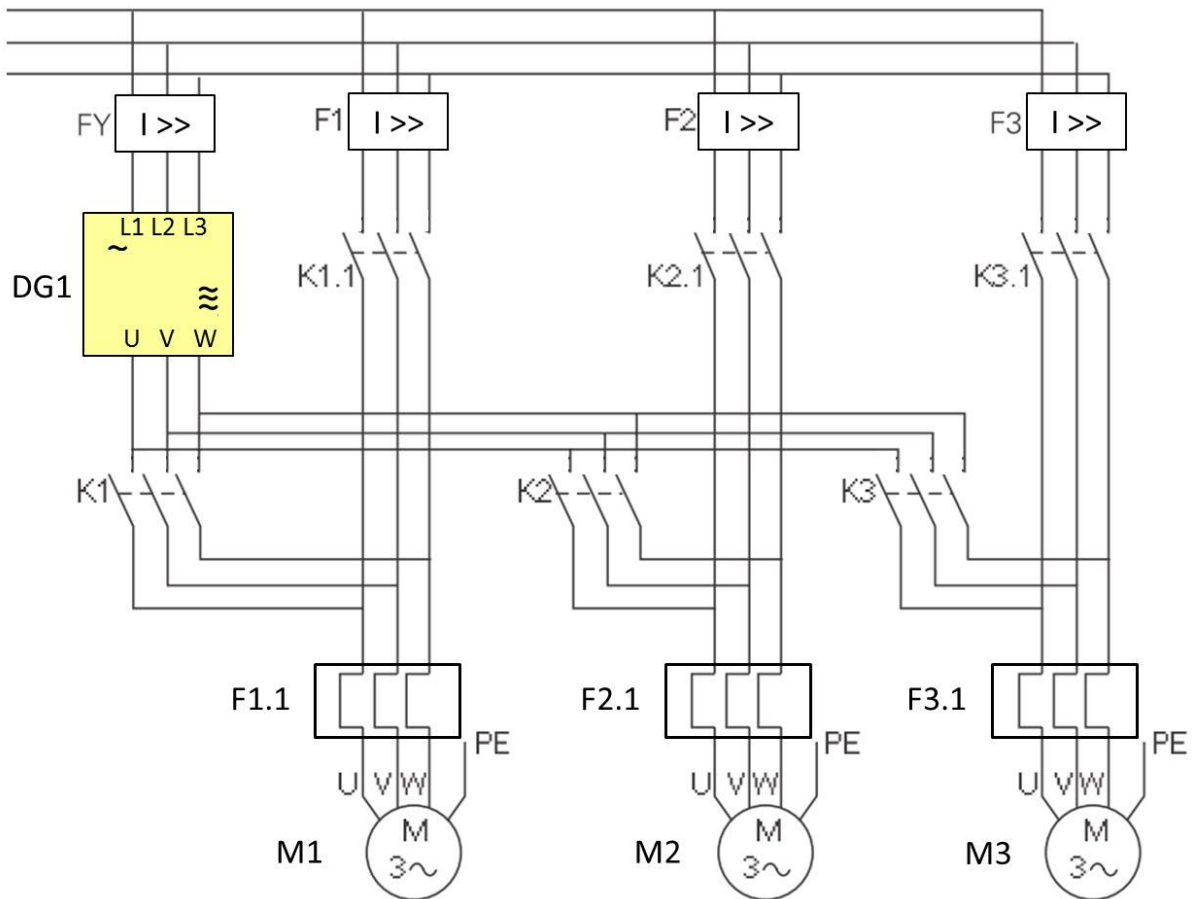 FY I >> F1 I >> F2 I >> F3 I >>
L1 L2 L3
~
DG1
≋
U V W
K1.1 K2.1 K3.1
K1 K2 K3
F1.1 F2.1 F3.1
PE PE PE
U V W U V W U V W
M1 M M2 M M3 M
3~ 3~ 3~